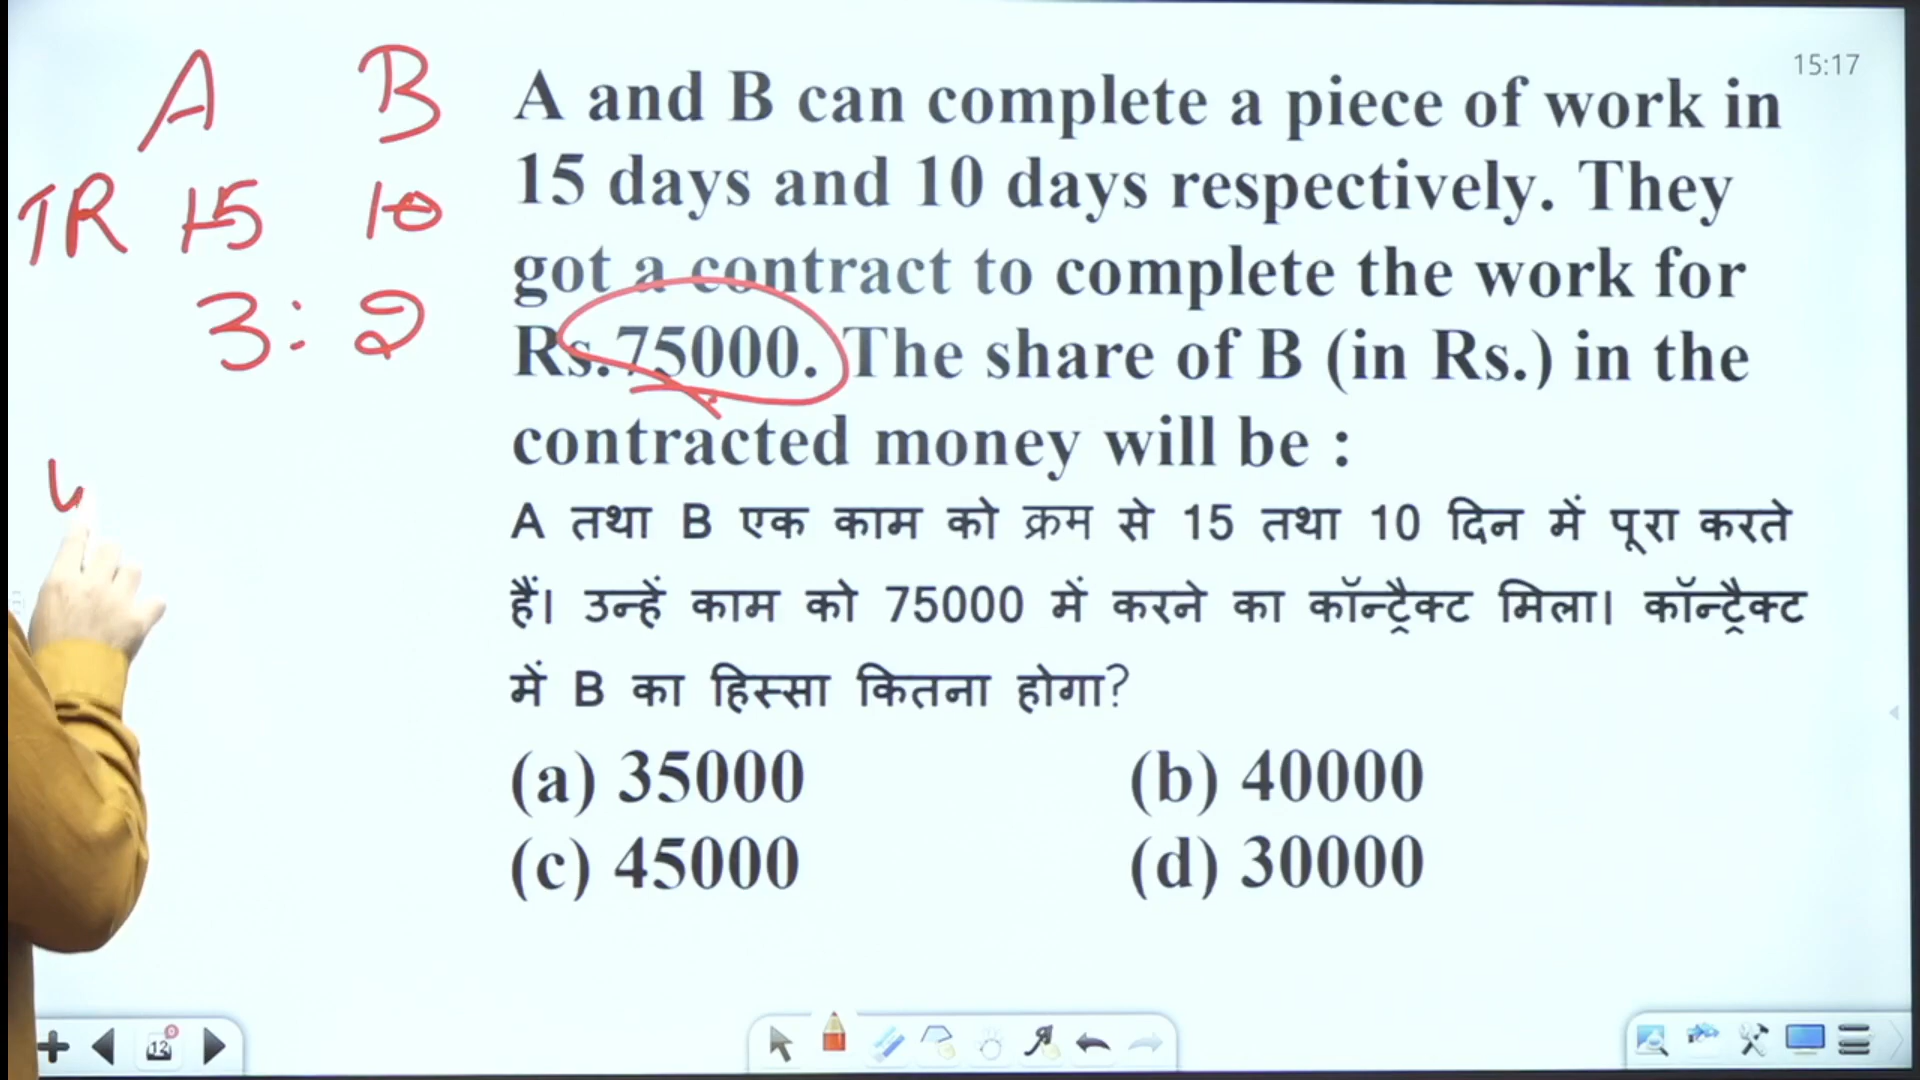 15:17
A B
TR 15 10
3 : 2
A and B can complete a piece of work in
15 days and 10 days respectively. They
got a contract to complete the work for
Rs.75000. The share of B (in Rs.) in the
contracted money will be :
A तथा B एक काम को क्रम से 15 तथा 10 दिन में पूरा करते
हैं। उन्हें काम को 75000 में करने का कॉन्ट्रैक्ट मिला। कॉन्ट्रैक्ट
में B का हिस्सा कितना होगा?
(a) 35000 (b) 40000
(c) 45000 (d) 30000
12